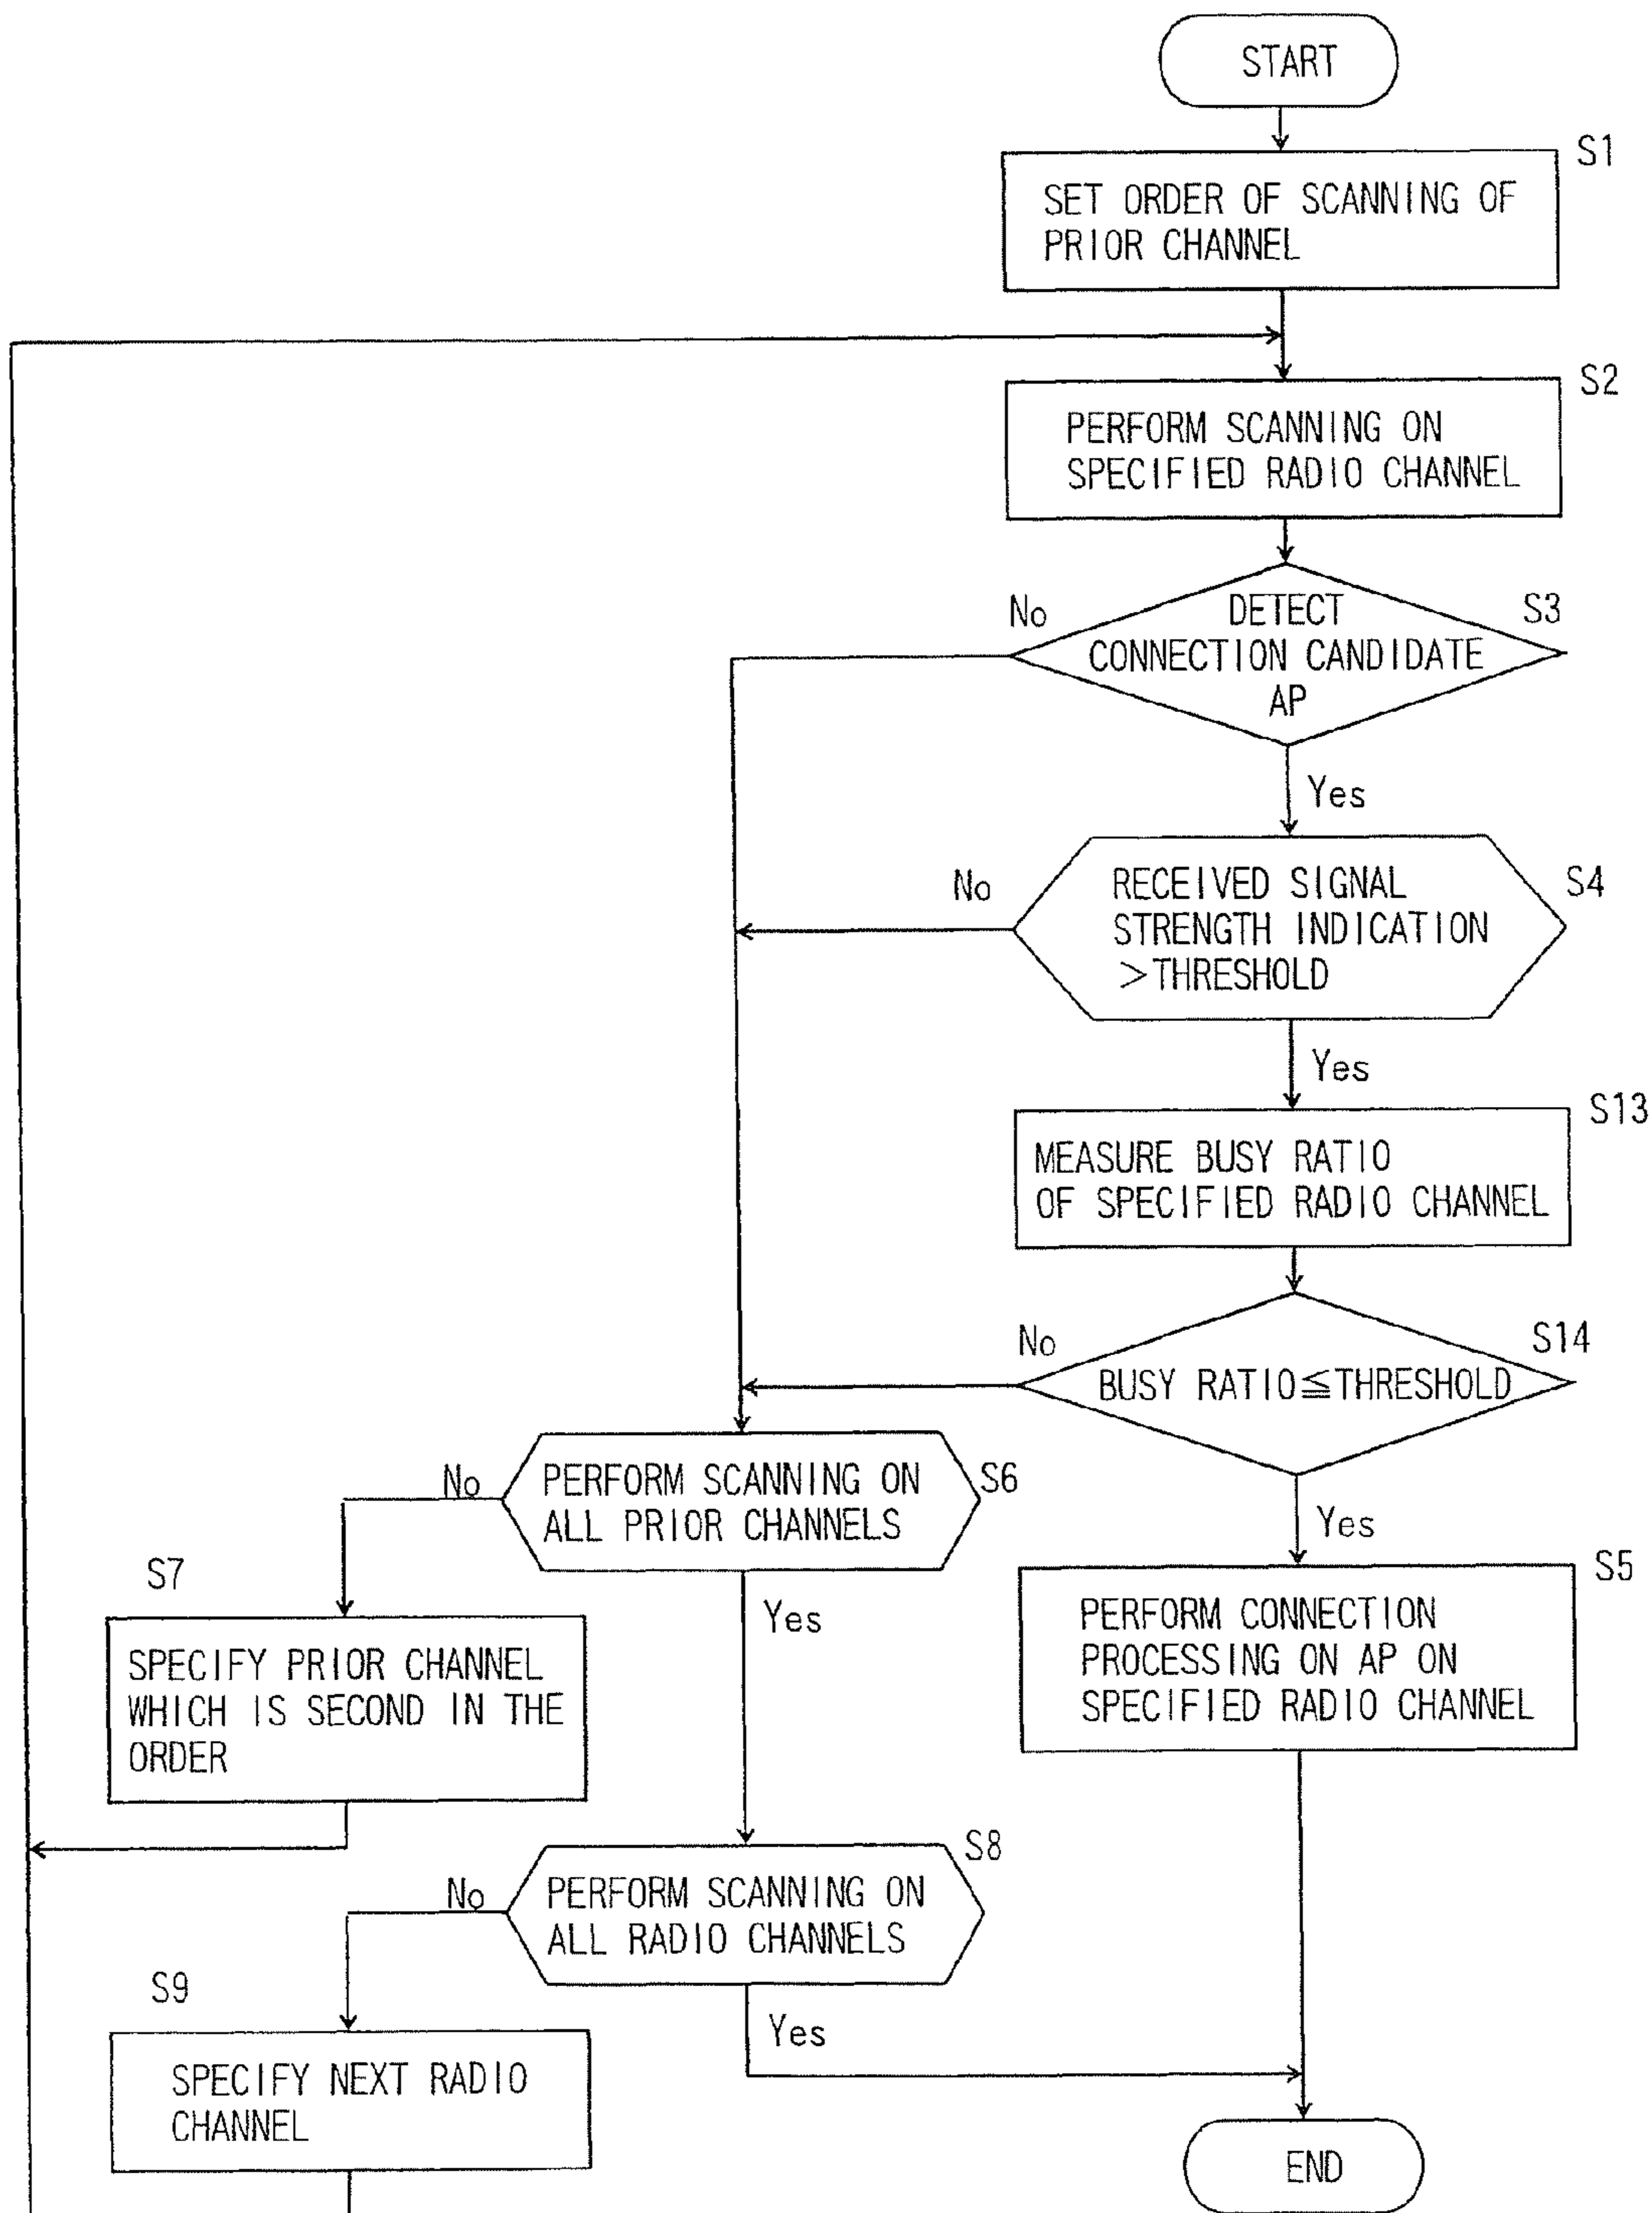 START
S1
SET ORDER OF SCANNING OF
PRIOR CHANNEL
S2
PERFORM SCANNING ON
SPECIFIED RADIO CHANNEL
No
DETECT
CONNECTION CANDIDATE
AP
S3
Yes
No
RECEIVED SIGNAL
STRENGTH INDICATION
>THRESHOLD
S4
Yes
S13
MEASURE BUSY RATIO
OF SPECIFIED RADIO CHANNEL
No
S14
BUSY RATIO≦THRESHOLD
Yes
No
PERFORM SCANNING ON
ALL PRIOR CHANNELS
S6
S7
Yes
SPECIFY PRIOR CHANNEL
WHICH IS SECOND IN THE
ORDER
S5
PERFORM CONNECTION
PROCESSING ON AP ON
SPECIFIED RADIO CHANNEL
No
S8
PERFORM SCANNING ON
ALL RADIO CHANNELS
S9
Yes
SPECIFY NEXT RADIO
CHANNEL
END